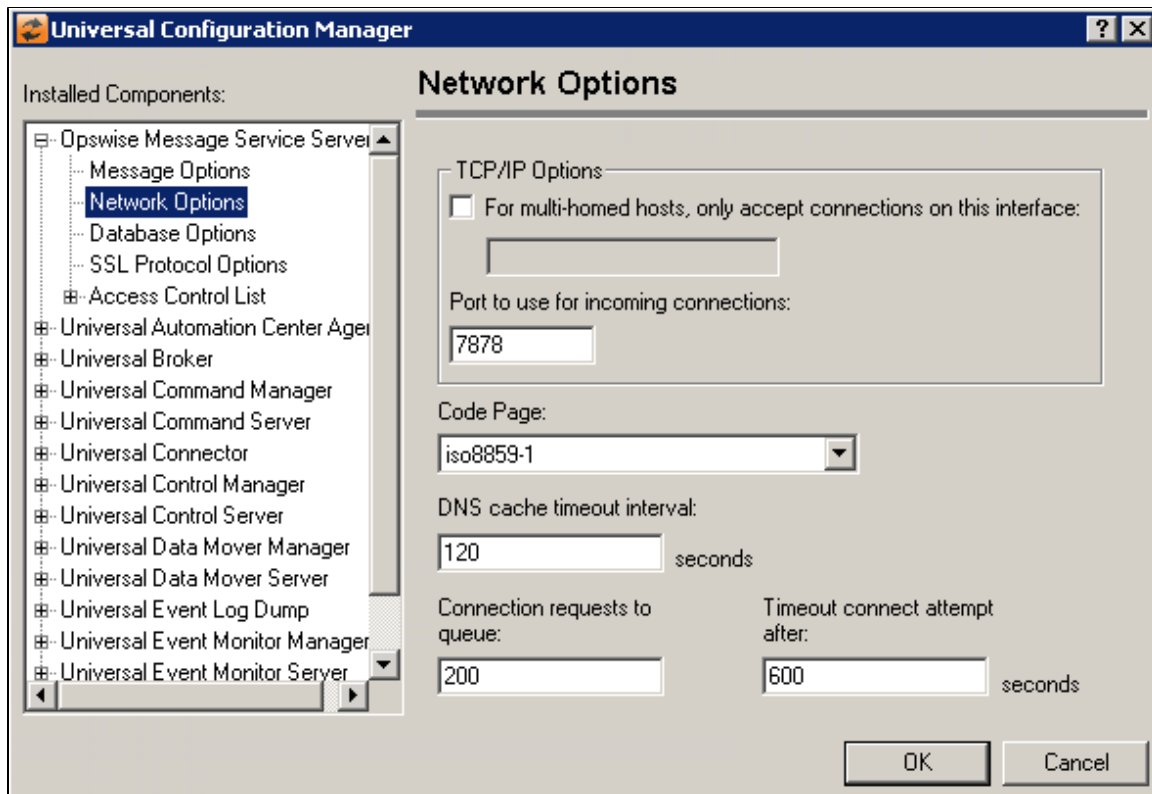 Universal Configuration Manager
Installed Components:
Opswise Message Service Server
Message Options
Network Options
Database Options
SSL Protocol Options
Access Control List
Universal Automation Center Agen
Universal Broker
Universal Command Manager
Universal Command Server
Universal Connector
Universal Control Manager
Universal Control Server
Universal Data Mover Manager
Universal Data Mover Server
Universal Event Log Dump
Universal Event Monitor Manager
Universal Event Monitor Server
Network Options
TCP/IP Options
For multi-homed hosts, only accept connections on this interface:
Port to use for incoming connections:
7878
Code Page:
iso8859-1
DNS cache timeout interval:
120 seconds
Connection requests to
queue:
200
Timeout connect attempt
after:
600 seconds
OK
Cancel